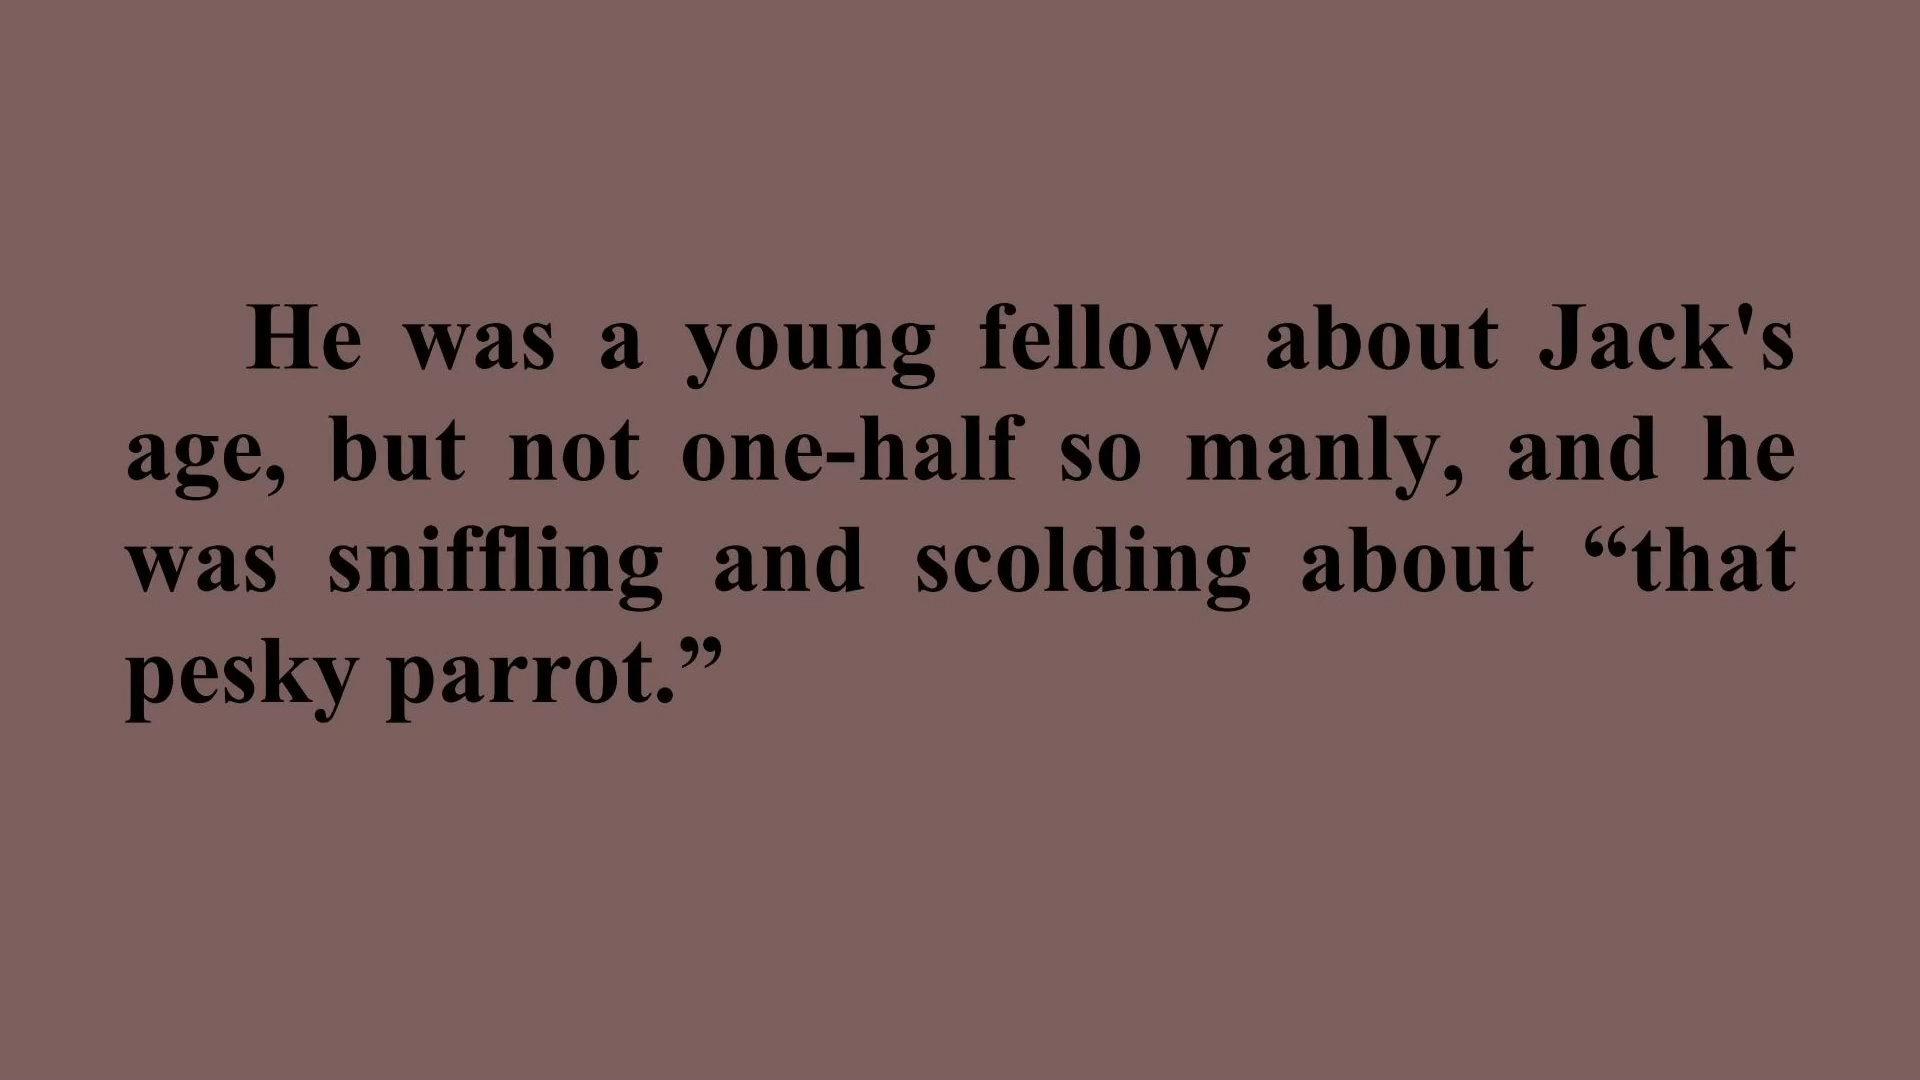 He was a young fellow about Jack's
age, but not one-half so manly, and he
was sniffling and scolding about “that
pesky parrot.”